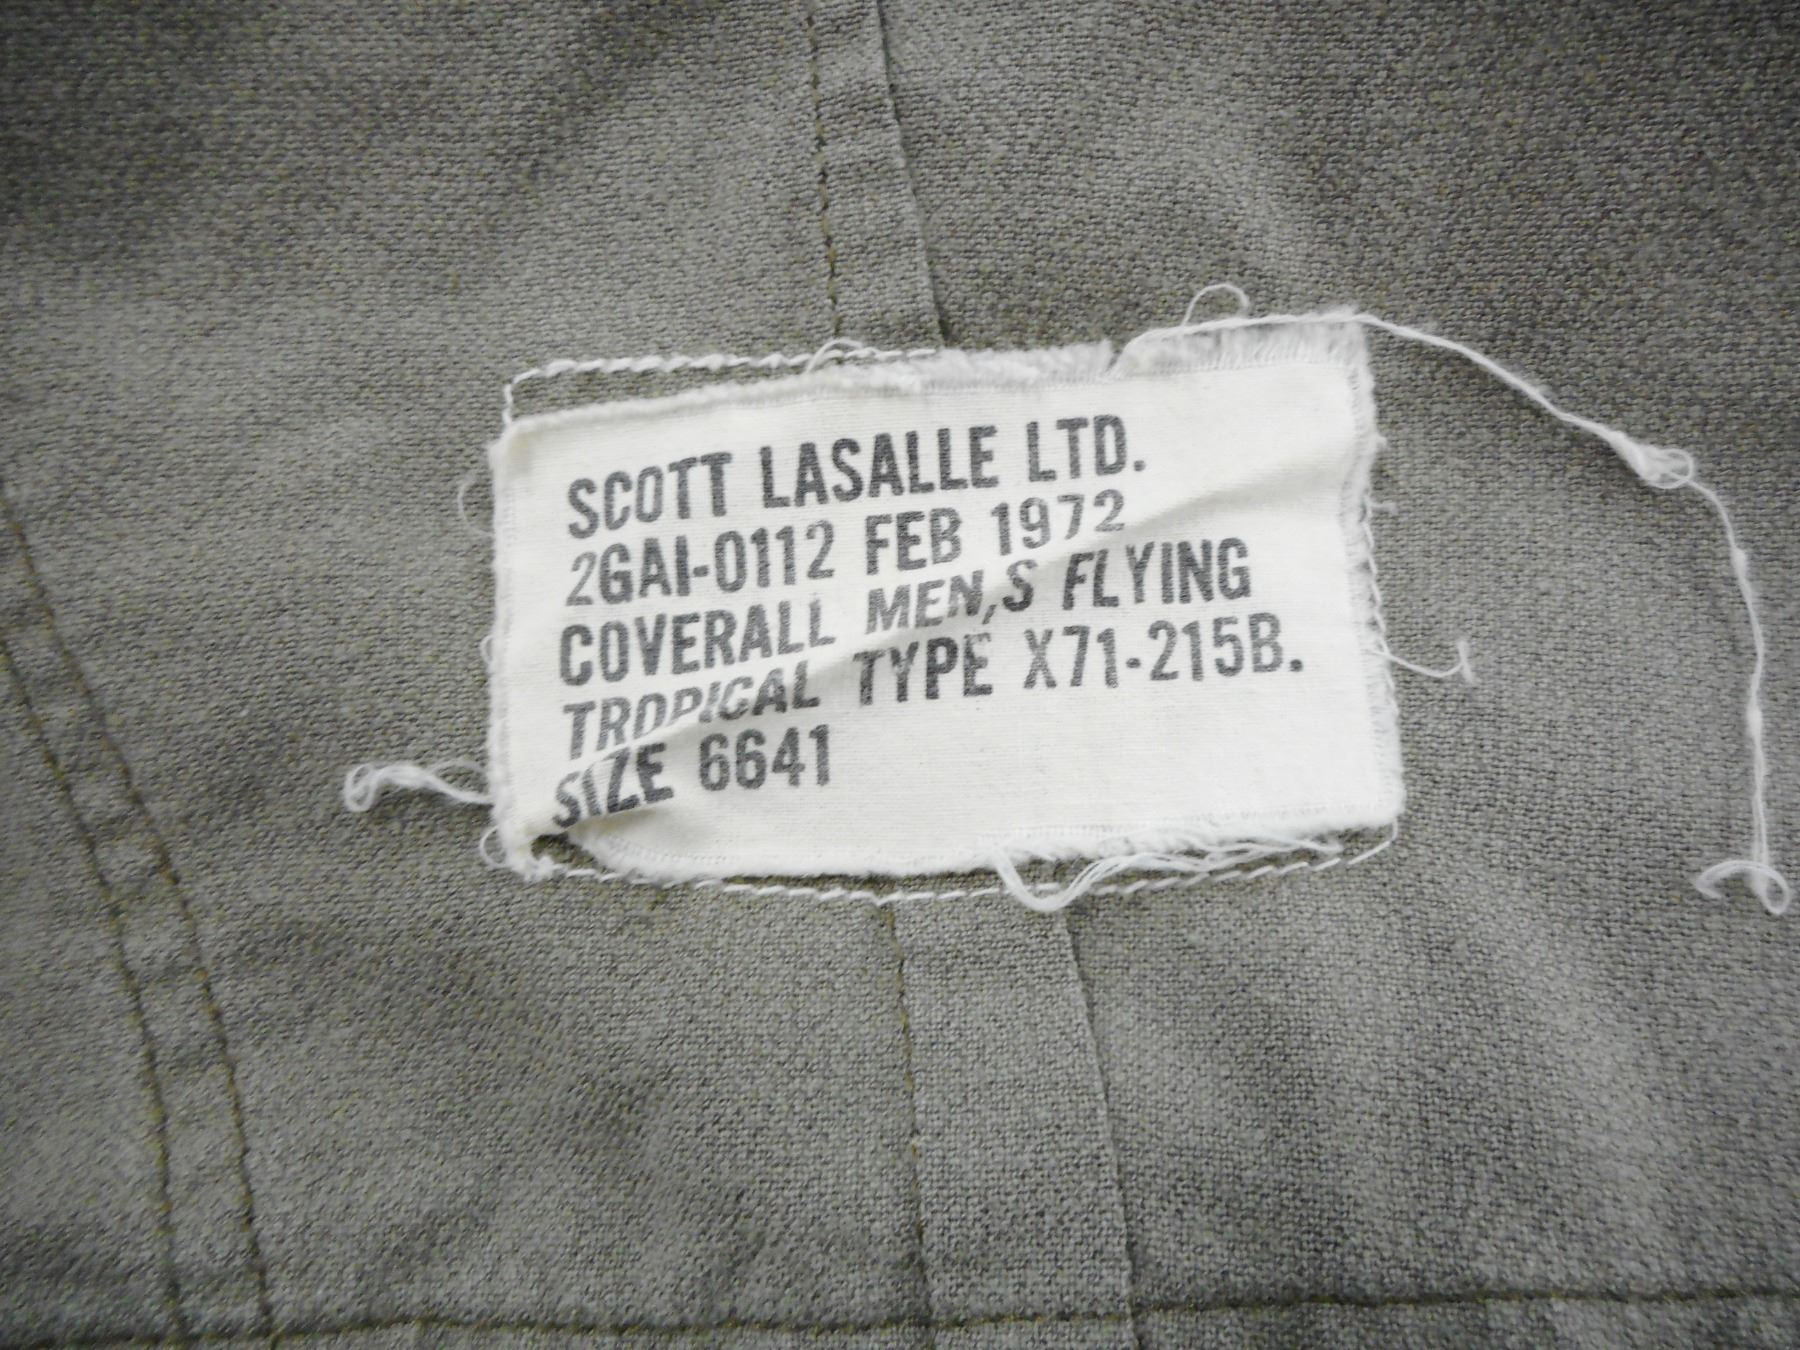 SCOTT LASALLE LTD.
2GAI-0112 FEB 1972
COVERALL MEN,S FLYING
TROPICAL TYPE X71-215B.
SIZE 6641